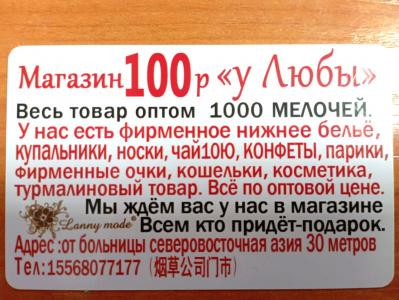 Магазин 100 р «у Любы»
Весь товар оптом 1000 МЕЛОЧЕЙ.
У нас есть фирменное нижнее бельё,
купальники, носки, чай10Ю, КОНФЕТЫ, парики,
фирменные очки, кошельки, косметика,
турмалиновый товар. Всё по оптовой цене.
Мы ждём вас у нас в магазине
Lanny mode®
Всем кто придёт-подарок.
Адрес :от больницы северовосточная азия 30 метров
Тел:15568077177 (烟草公司门市)